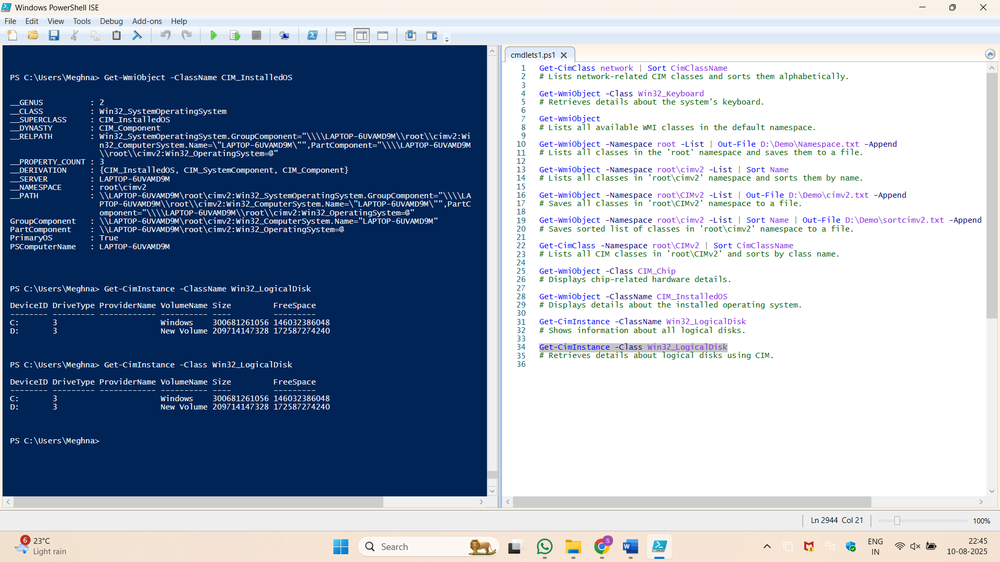 Windows PowerShell ISE
File Edit View Tools Debug Add-ons Help
PS C:\Users\Meghna> Get-WmiObject -ClassName CIM_InstalledOS
__GENUS : 2
__CLASS : Win32_SystemOperatingSystem
__SUPERCLASS : CIM_InstalledOS
__DYNASTY : CIM_Component
__RELPATH : Win32_SystemOperatingSystem.GroupComponent="\\\\LAPTOP-6UVAMD9M\\root\\cimv2:Wi
n32_ComputerSystem.Name=\"LAPTOP-6UVAMD9M\"",PartComponent="\\\\LAPTOP-6UVAMD9M
\\root\\cimv2:Win32_OperatingSystem=@"
__PROPERTY_COUNT : 3
__DERIVATION : {CIM_InstalledOS, CIM_SystemComponent, CIM_Component}
__SERVER : LAPTOP-6UVAMD9M
__NAMESPACE : root\cimv2
__PATH : \\LAPTOP-6UVAMD9M\root\cimv2:Win32_SystemOperatingSystem.GroupComponent="\\\\LA
PTOP-6UVAMD9M\\root\\cimv2:Win32_ComputerSystem.Name=\"LAPTOP-6UVAMD9M\"",PartC
omponent="\\\\LAPTOP-6UVAMD9M\\root\\cimv2:Win32_OperatingSystem=@"
GroupComponent : \\LAPTOP-6UVAMD9M\root\cimv2:Win32_ComputerSystem.Name="LAPTOP-6UVAMD9M"
PartComponent : \\LAPTOP-6UVAMD9M\root\cimv2:Win32_OperatingSystem=@
PrimaryOS : True
PSComputerName : LAPTOP-6UVAMD9M
PS C:\Users\Meghna> Get-CimInstance -ClassName Win32_LogicalDisk
DeviceID DriveType ProviderName VolumeName Size FreeSpace
-------- --------- ------------ ---------- ---- ---------
C: 3 Windows 300681261056 146032386048
D: 3 New Volume 209714147328 172587274240
PS C:\Users\Meghna> Get-CimInstance -Class Win32_LogicalDisk
DeviceID DriveType ProviderName VolumeName Size FreeSpace
-------- --------- ------------ ---------- ---- ---------
C: 3 Windows 300681261056 146032386048
D: 3 New Volume 209714147328 172587274240
PS C:\Users\Meghna>
cmdlets1.ps1
1 Get-CimClass network | Sort CimClassName
2 # Lists network-related CIM classes and sorts them alphabetically.
3
4 Get-WmiObject -Class Win32_Keyboard
5 # Retrieves details about the system's keyboard.
6
7 Get-WmiObject
8 # Lists all available WMI classes in the default namespace.
9
10 Get-WmiObject -Namespace root -List | Out-File D:\Demo\Namespace.txt -Append
11 # Lists all classes in the 'root' namespace and saves them to a file.
12
13 Get-WmiObject -Namespace root\cimv2 -List | Sort Name
14 # Lists all classes in 'root\cimv2' namespace and sorts them by name.
15
16 Get-WmiObject -Namespace root\CIMv2 -List | Out-File D:\Demo\cimv2.txt -Append
17 # Saves all classes in 'root\CIMv2' namespace to a file.
18
19 Get-WmiObject -Namespace root\cimv2 -List | Sort Name | Out-File D:\Demo\sortcimv2.txt -Append
20 # Saves sorted list of classes in 'root\cimv2' namespace to a file.
21
22 Get-CimClass -Namespace root\CIMv2 | Sort CimClassName
23 # Lists all CIM classes in 'root\CIMv2' and sorts by class name.
24
25 Get-WmiObject -Class CIM_Chip
26 # Displays chip-related hardware details.
27
28 Get-WmiObject -ClassName CIM_InstalledOS
29 # Displays details about the installed operating system.
30
31 Get-CimInstance -ClassName Win32_LogicalDisk
32 # Shows information about all logical disks.
33
34 Get-CimInstance -Class Win32_LogicalDisk
35 # Retrieves details about logical disks using CIM.
36
Ln 2944 Col 21 100%
6 23°C
Light rain
Search
S
W
ENG
IN
22:45
10-08-2025